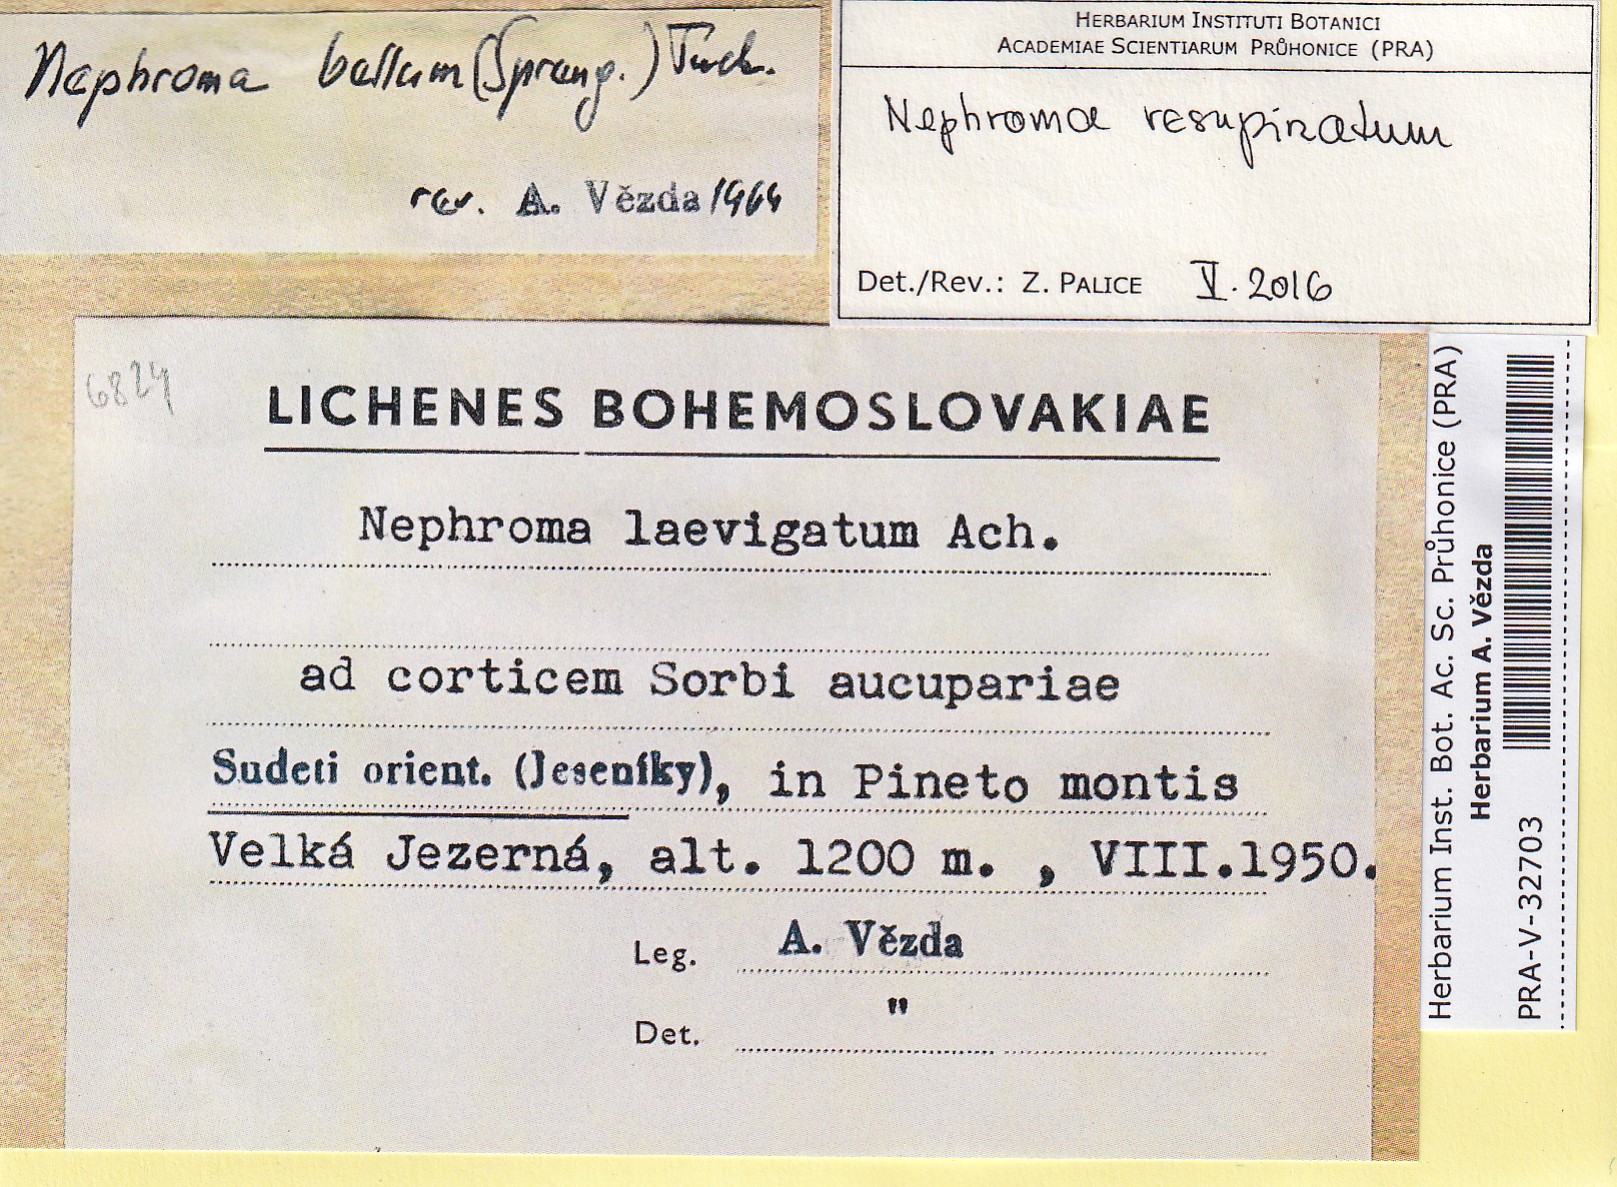 Nephroma bellum (Spreng.) Tuck.
rev. A. Vězda 1964
HERBARIUM INSTITUTI BOTANICI
ACADEMIAE SCIENTIARUM PRŮHONICE (PRA)
Nephroma resupinatum
Det./Rev.: Z. PALICE V. 2016
6824
LICHENES BOHEMOSLOVAKIAE
Nephroma laevigatum Ach.
ad corticem Sorbi aucupariae
Sudeti orient. (Jeseníky), in Pineto montis
Velká Jezerná, alt. 1200 m. , VIII.1950.
Leg. A. Vězda
Det. "
Herbarium Inst. Bot. Ac. Sc. Průhonice (PRA)
Herbarium A. Vězda
PRA-V-32703